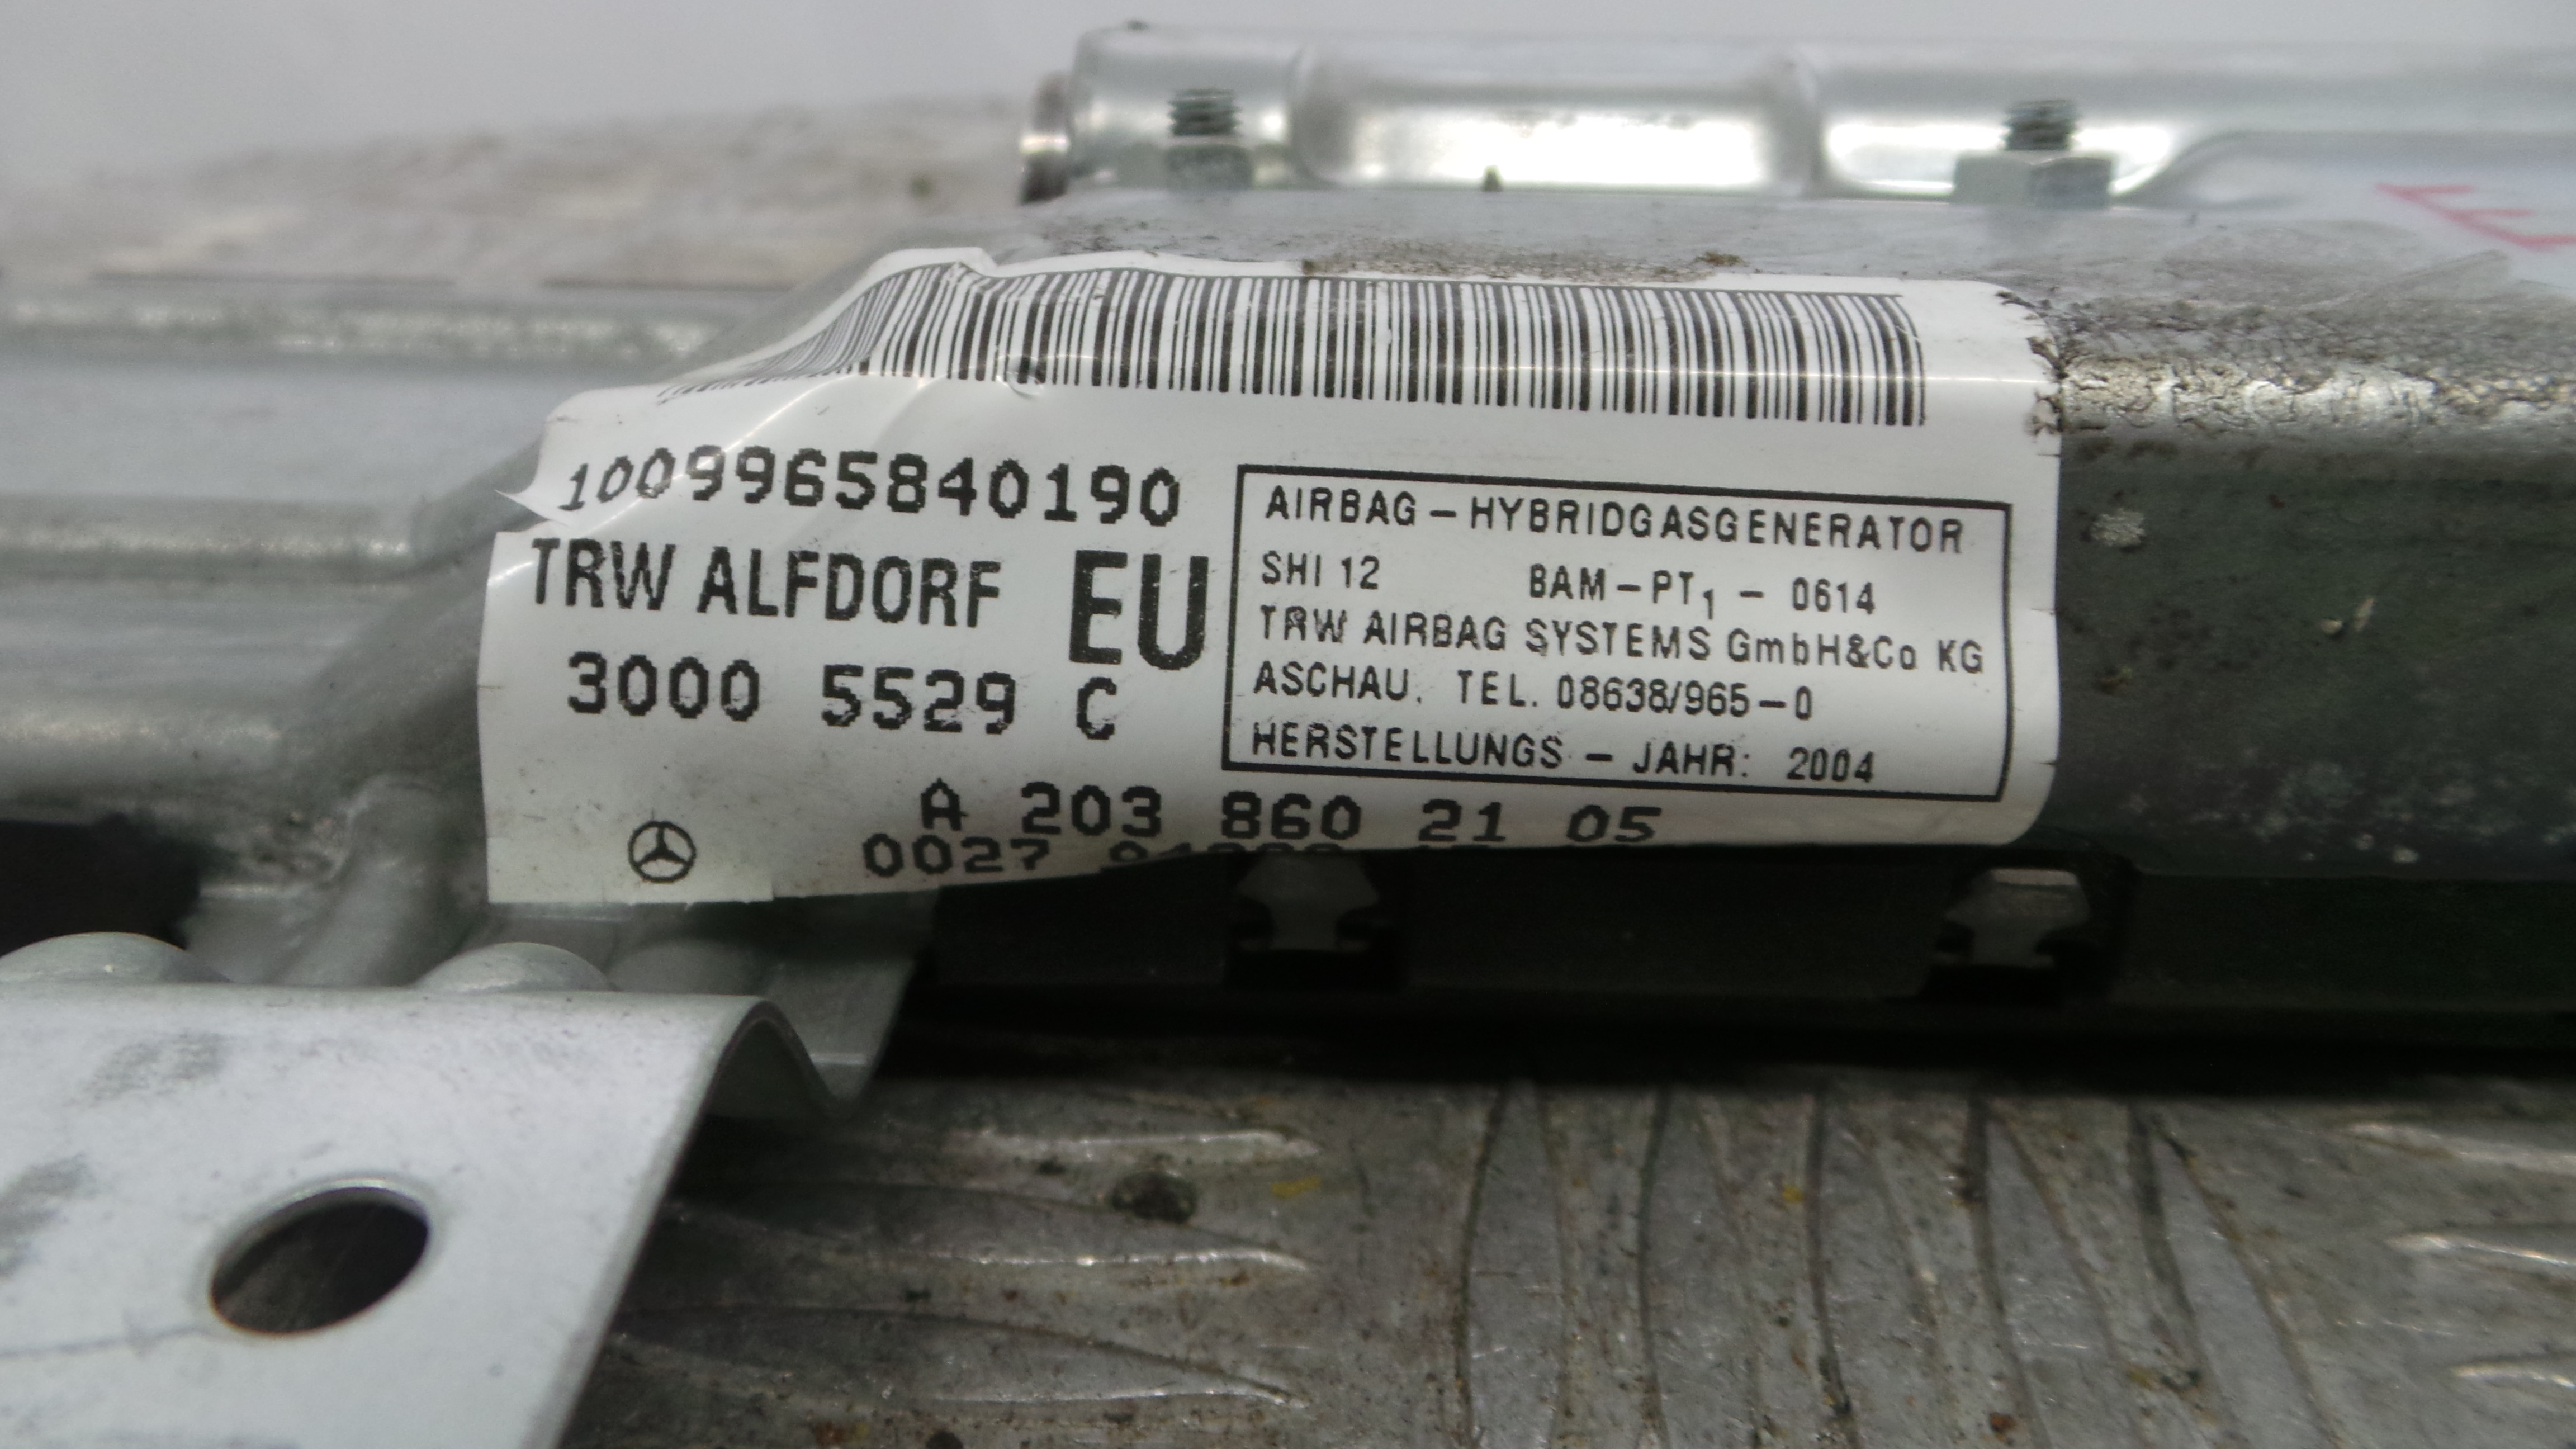 1009965840190
TRW ALFDORF EU
3000 5529 C
AIRBAG – HYBRIDGASGENERATOR
SHI 12 BAM – PT1 – 0614
TRW AIRBAG SYSTEMS GmbH&Co KG
ASCHAU, TEL. 08638/965–0
HERSTELLUNGS – JAHR: 2004
A 203 860 21 05
0027